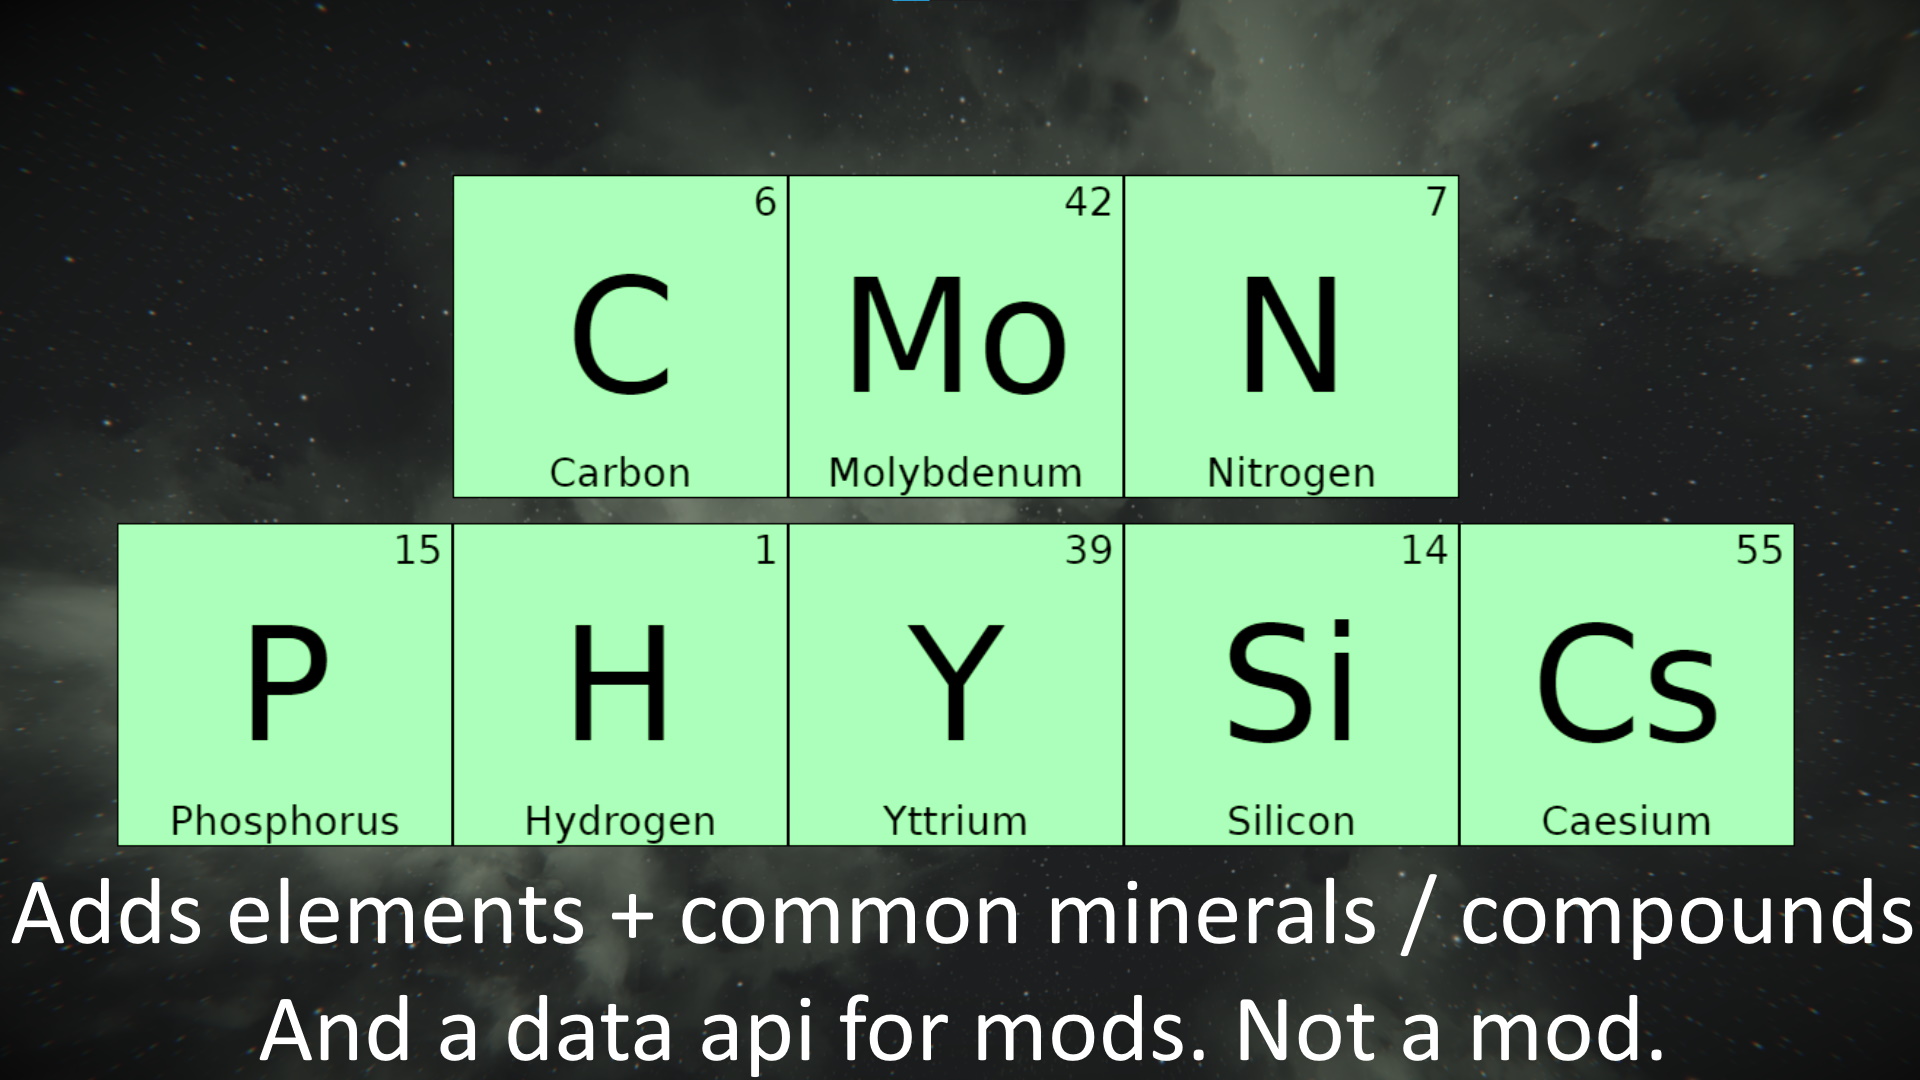 6 42 7
C Mo N
Carbon Molybdenum Nitrogen
15 1 39 14 55
P H Y Si Cs
Phosphorus Hydrogen Yttrium Silicon Caesium
Adds elements + common minerals / compounds
And a data api for mods. Not a mod.